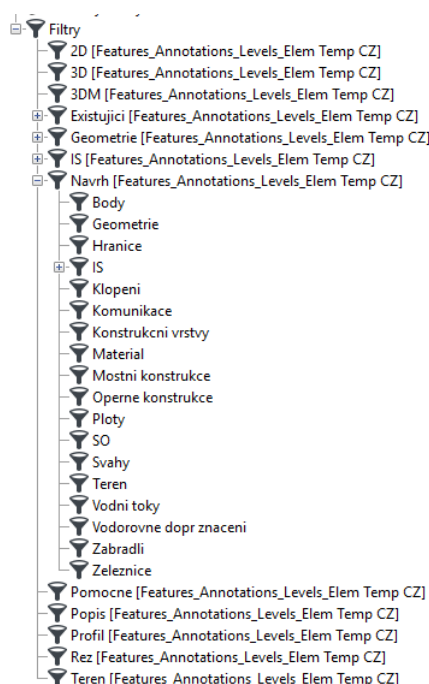 Filtry
2D [Features_Annotations_Levels_Elem Temp CZ]
3D [Features_Annotations_Levels_Elem Temp CZ]
3DM [Features_Annotations_Levels_Elem Temp CZ]
Existujici [Features_Annotations_Levels_Elem Temp CZ]
Geometrie [Features_Annotations_Levels_Elem Temp CZ]
IS [Features_Annotations_Levels_Elem Temp CZ]
Navrh [Features_Annotations_Levels_Elem Temp CZ]
Body
Geometrie
Hranice
IS
Klopeni
Komunikace
Konstrukcni vrstvy
Material
Mostni konstrukce
Operne konstrukce
Ploty
SO
Svahy
Teren
Vodni toky
Vodorovne dopr znaceni
Zabradli
Zeleznice
Pomocne [Features_Annotations_Levels_Elem Temp CZ]
Popis [Features_Annotations_Levels_Elem Temp CZ]
Profil [Features_Annotations_Levels_Elem Temp CZ]
Rez [Features_Annotations_Levels_Elem Temp CZ]
Teren [Features_Annotations_Levels_Elem Temp CZ]